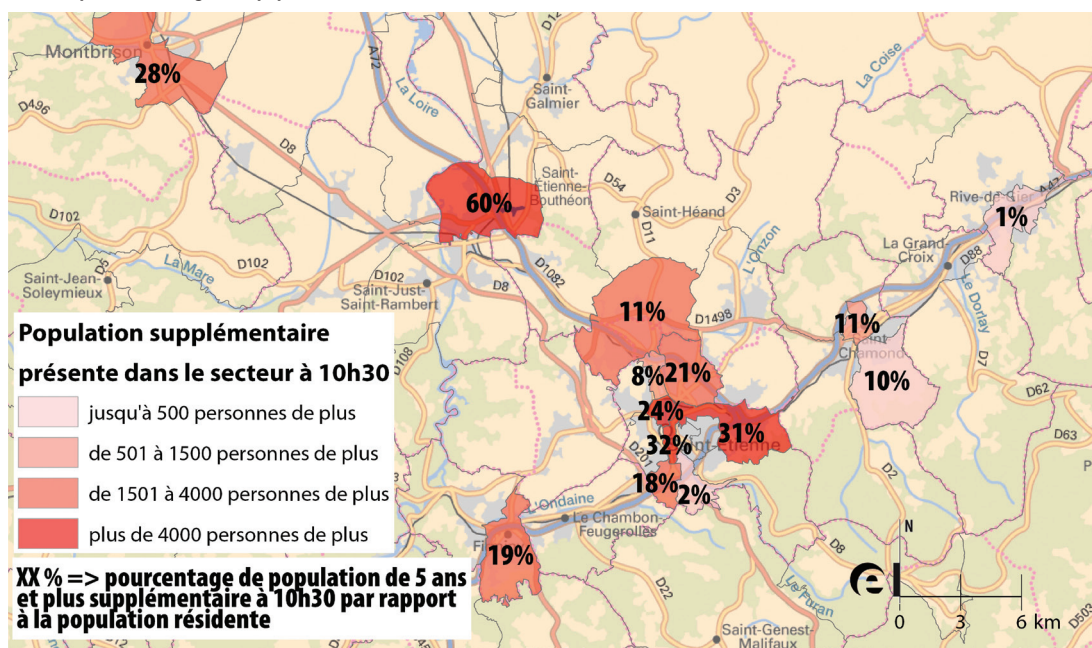 Montbrison
28%
A72
La Loire
Saint-
Galmier
La Coise
D496
D8
60%
Saint-
Étienne-
Bouthéon
D54
D3
Saint-Héand
D11
L'Onzon
A47
1%
La Grand-
Croix
D88
Le Dorlay
D102
D5
La Mare
D102
Saint-Jean-
Soleymieux
D102
Saint-Just-
Saint-Rambert
D1082
D8
D108
11%
D1498
11%
8%
21%
10%
D7
D62
24%
32%
31%
D63
D201
18%
2%
D2
L'Ondaine
Le Chambon-
Feugerolles
19%
D22
D8
Le Furan
Saint-Genest-
Malifaux
D503
Population supplémentaire
présente dans le secteur à 10h30
jusqu'à 500 personnes de plus
de 501 à 1500 personnes de plus
de 1501 à 4000 personnes de plus
plus de 4000 personnes de plus
XX % => pourcentage de population de 5 ans
et plus supplémentaire à 10h30 par rapport
à la population résidente
N
e
0 3 6 km